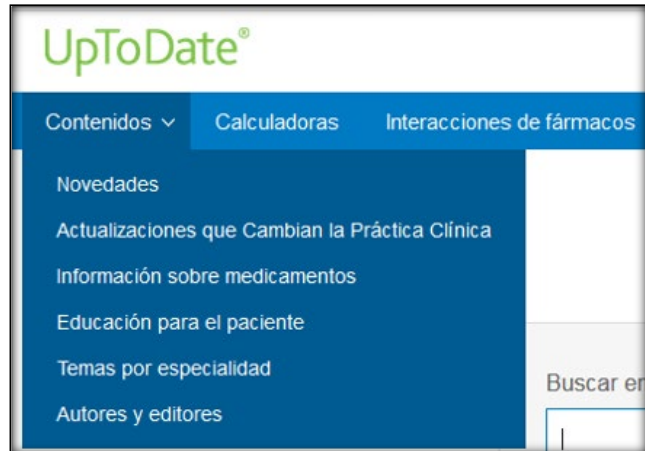 UpToDate®
Contenidos Calculadoras Interacciones de fármacos
Novedades
Actualizaciones que Cambian la Práctica Clínica
Información sobre medicamentos
Educación para el paciente
Temas por especialidad
Autores y editores
Buscar en